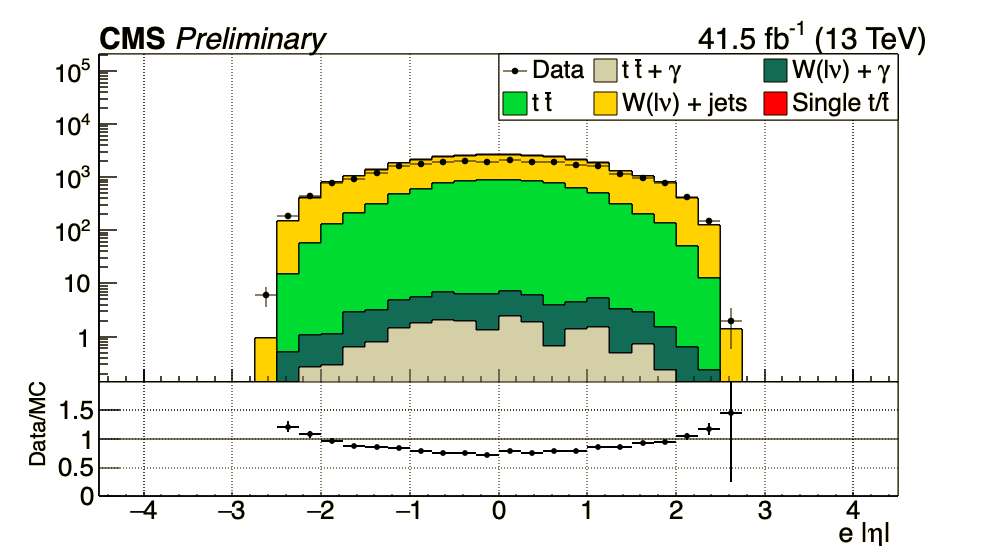 CMS Preliminary 41.5 fb⁻¹ (13 TeV)
Data t t̄ + γ W(lν) + γ
t t̄ W(lν) + jets Single t/t̄
10⁵
10⁴
10³
10²
10
1
Data/MC
1.5
1
0.5
0
−4 −3 −2 −1 0 1 2 3 4
e |η|